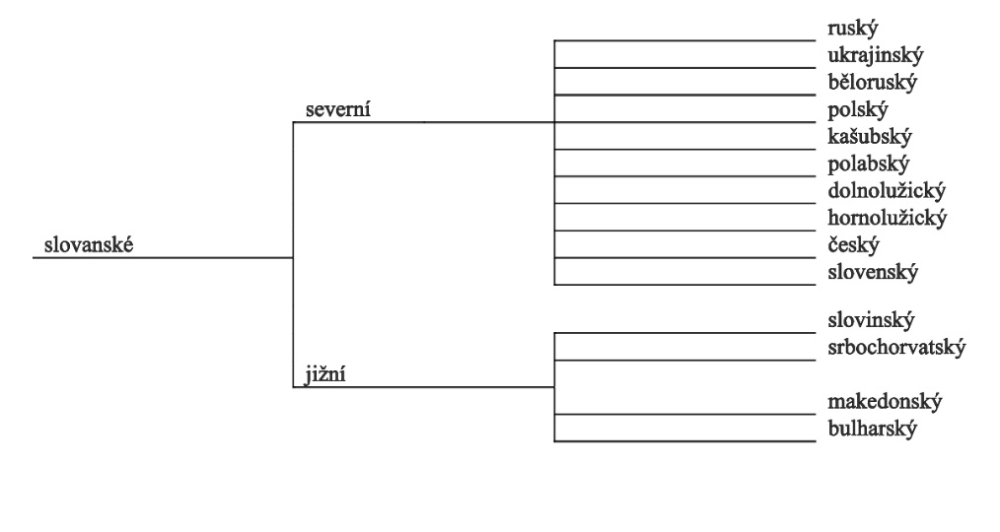 slovanské
severní
ruský
ukrajinský
běloruský
polský
kašubský
polabský
dolnolužický
hornolužický
český
slovenský
jižní
slovinský
srbochorvatský
makedonský
bulharský